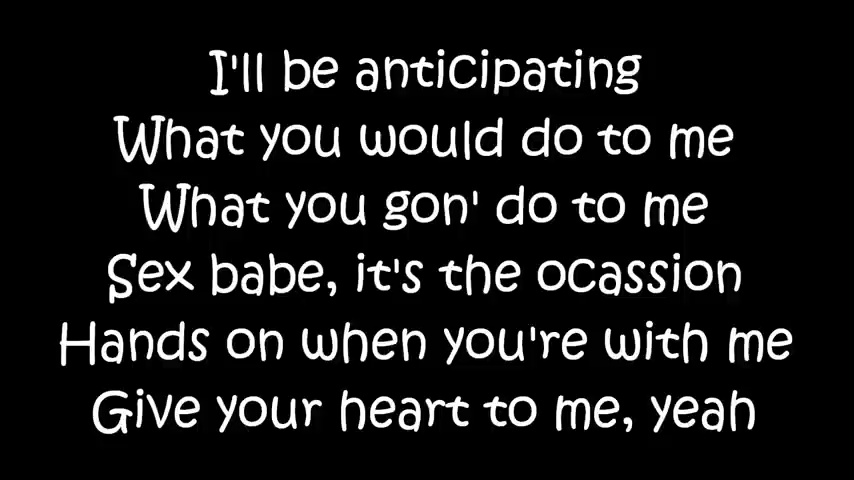 I'll be anticipating
What you would do to me
What you gon' do to me
Sex babe, it's the ocassion
Hands on when you're with me
Give your heart to me, yeah